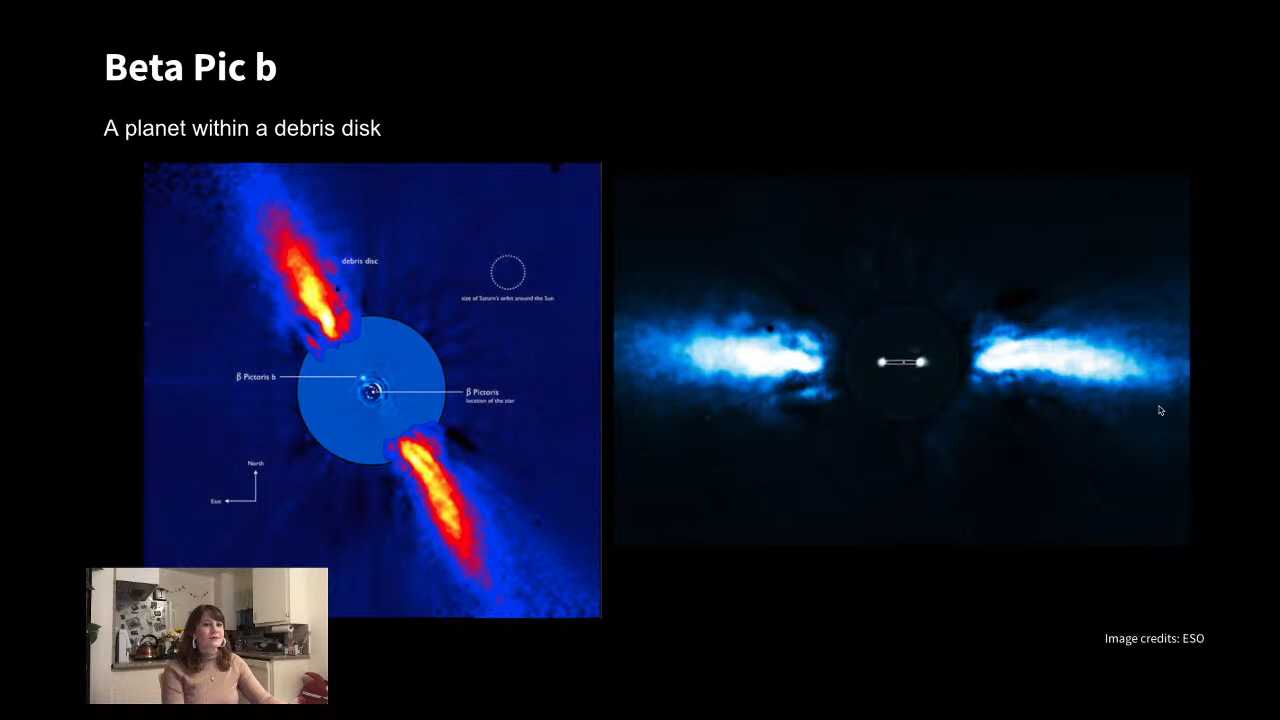 Beta Pic b
A planet within a debris disk
debris disc
size of Saturn's orbit around the Sun
β Pictoris b
β Pictoris
location of the star
North
East
Image credits: ESO